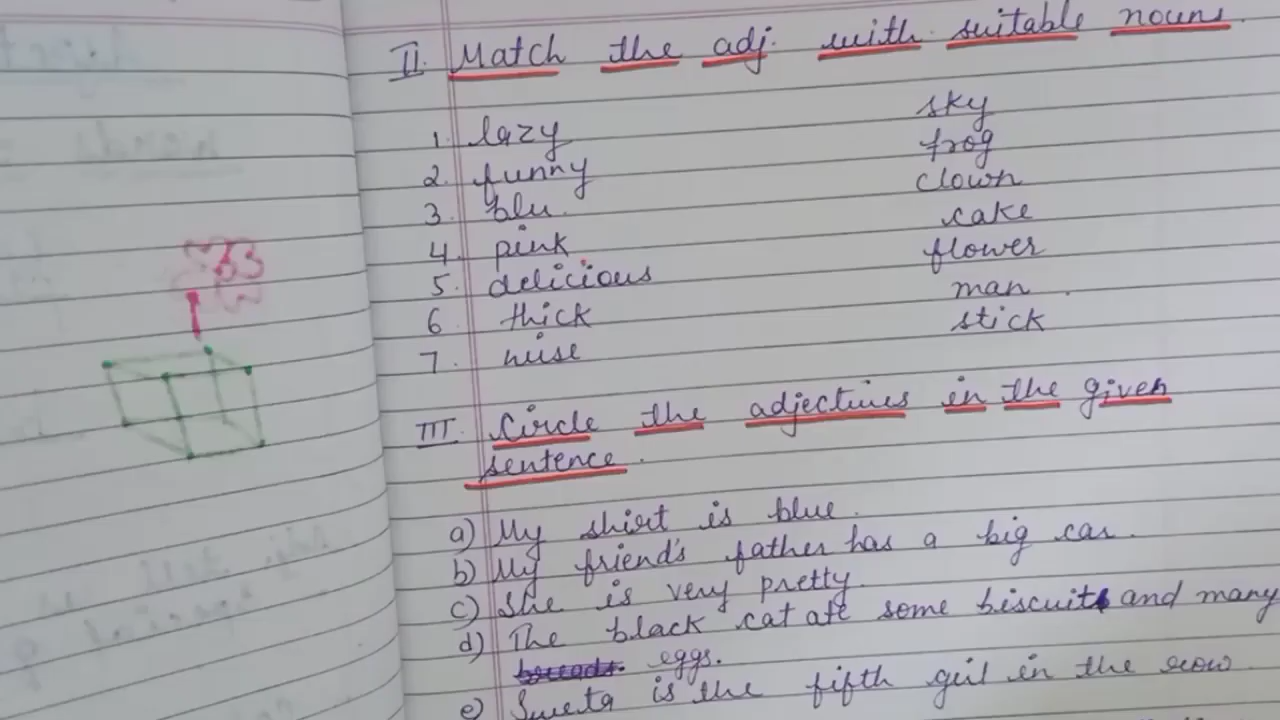 II. Match the adj. with suitable nouns.
1. lazy sky
2. funny frog
3. blu. clown
4. pink cake
5. delicious flower
6 thick man
7. wise stick
III. Circle the adjectives in the given
sentence.
a) My shirt is blue.
b) My friend's father has a big car.
c) She is very pretty.
d) The black cat ate some biscuits and many
eggs.
e) Sweta is the fifth girl in the row